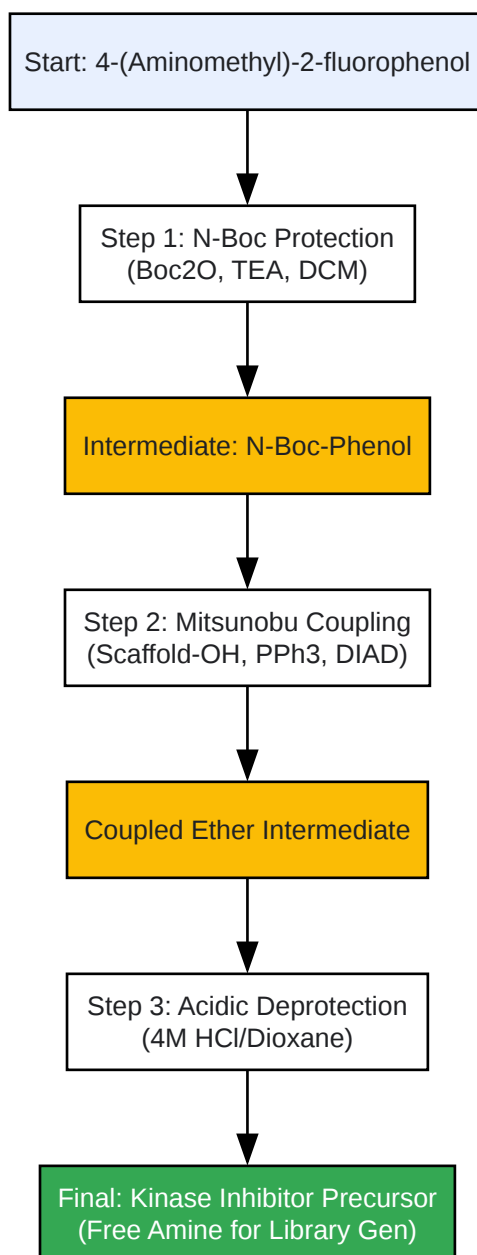 Start: 4-(Aminomethyl)-2-fluorophenol
Step 1: N-Boc Protection
(Boc2O, TEA, DCM)
Intermediate: N-Boc-Phenol
Step 2: Mitsunobu Coupling
(Scaffold-OH, PPh3, DIAD)
Coupled Ether Intermediate
Step 3: Acidic Deprotection
(4M HCl/Dioxane)
Final: Kinase Inhibitor Precursor
(Free Amine for Library Gen)